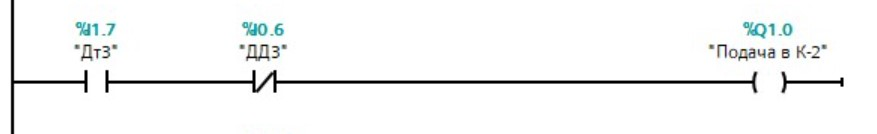 %I1.7 %I0.6 %Q1.0
"Дт3" "ДД3" "Подача в К-2"